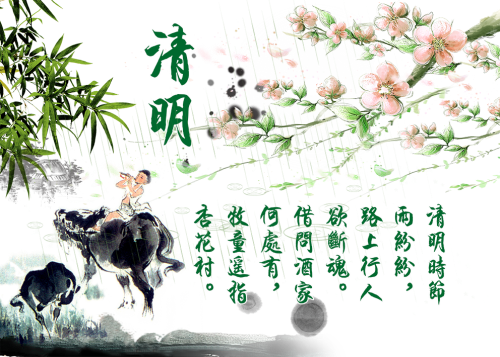 清明
清明時節
雨紛紛，
路上行人
欲斷魂。
借問酒家
何處有，
牧童遙指
杏花村。